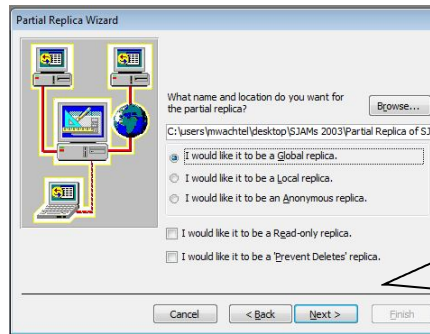 Partial Replica Wizard
What name and location do you want for
the partial replica?
Browse...
C:\users\mwachtel\desktop\SJAMs 2003\Partial Replica of SJ
I would like it to be a Global replica.
I would like it to be a Local replica.
I would like it to be an Anonymous replica.
I would like it to be a Read-only replica.
I would like it to be a 'Prevent Deletes' replica.
Cancel
< Back
Next >
Finish